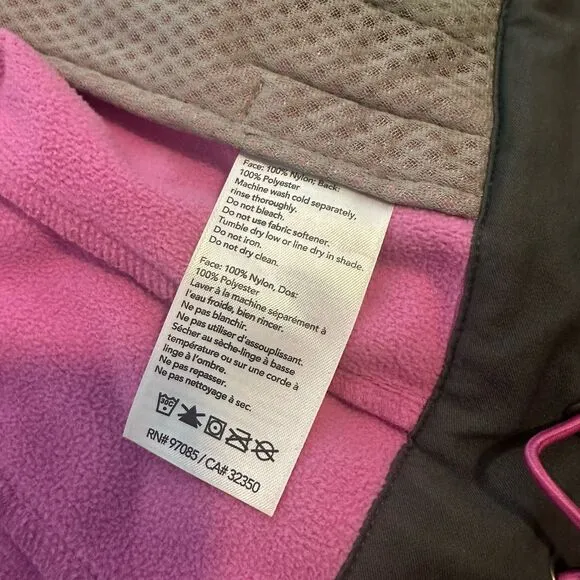 Face: 100% Nylon; Back:
100% Polyester
Machine wash cold separately,
rinse thoroughly.
Do not bleach.
Do not use fabric softener.
Tumble dry low or line dry in shade.
Do not iron.
Do not dry clean.
Face: 100% Nylon, Dos:
100% Polyester
Laver à la machine séparément à
l'eau froide, bien rincer.
Ne pas blanchir.
Ne pas utiliser d'assouplissant.
Sécher au sèche-linge à basse
température ou sur une corde à
linge à l'ombre.
Ne pas repasser.
Ne pas nettoyage à sec.
30C
RN# 97085 / CA# 32350